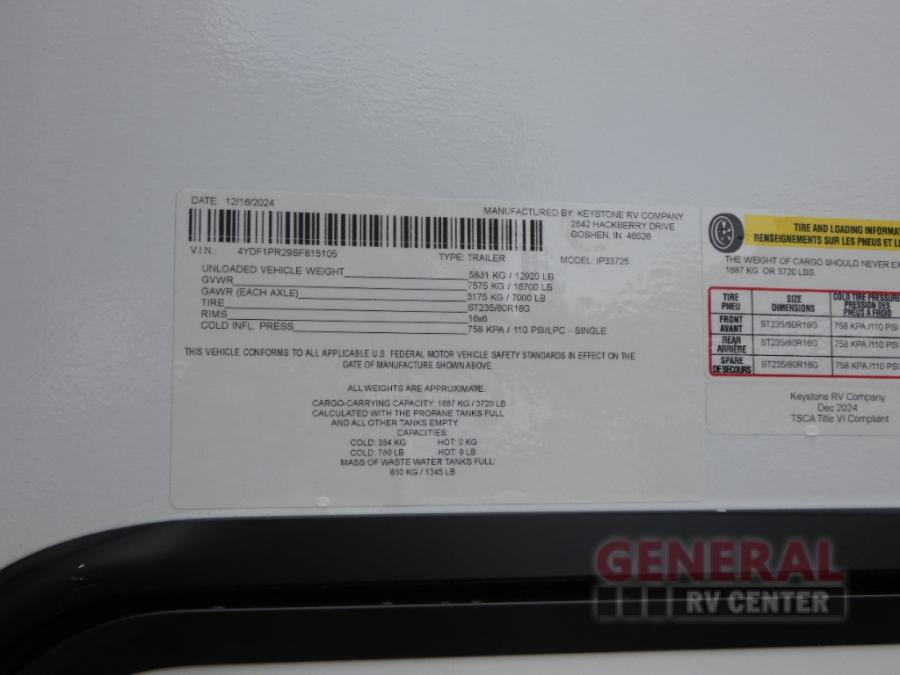 DATE: 12/16/2024
MANUFACTURED BY KEYSTONE RV COMPANY
2642 HACKBERRY DRIVE
GOSHEN, IN 46526
V.I.N.: 4YDF1PR29SF815105
TYPE: TRAILER
MODEL: IP33725
UNLOADED VEHICLE WEIGHT 5831 KG / 12920 LB
GVWR 7575 KG / 16700 LB
GAWR (EACH AXLE) 3175 KG / 7000 LB
TIRE ST235/80R16G
RIMS 16x6
COLD INFL. PRESS 758 KPA / 110 PSI/LPC - SINGLE
THIS VEHICLE CONFORMS TO ALL APPLICABLE U.S. FEDERAL MOTOR VEHICLE SAFETY STANDARDS IN EFFECT ON THE
DATE OF MANUFACTURE SHOWN ABOVE.
ALL WEIGHTS ARE APPROXIMATE.
CARGO-CARRYING CAPACITY: 1687 KG / 3720 LB
CALCULATED WITH THE PROPANE TANKS FULL
AND ALL OTHER TANKS EMPTY.
CAPACITIES:
COLD: 354 KG HOT: 0 KG
COLD: 780 LB HOT: 0 LB
MASS OF WASTE WATER TANKS FULL:
610 KG / 1345 LB
TIRE AND LOADING INFORMA
RENSEIGNEMENTS SUR LES PNEUS ET L
THE WEIGHT OF CARGO SHOULD NEVER EX
1687 KG OR 3720 LBS.
TIRE
PNEU
SIZE
DIMENSIONS
COLD TIRE PRESSURE
PRESSION DES
PNEUS A FROID
FRONT
AVANT
ST235/80R16G
758 KPA /110 PSI
REAR
ARRIÈRE
ST235/80R16G
758 KPA /110 PSI
SPARE
DE SECOURS
ST235/80R16G
758 KPA /110 PSI
Keystone RV Company
Dec 2024
TSCA Title VI Compliant
GENERAL
RV CENTER